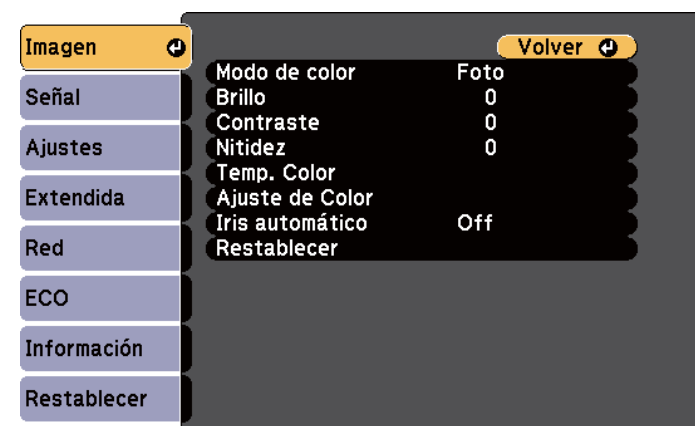 Imagen
Señal
Ajustes
Extendida
Red
ECO
Información
Restablecer
Volver
Modo de color Foto
Brillo 0
Contraste 0
Nitidez 0
Temp. Color
Ajuste de Color
Iris automático Off
Restablecer